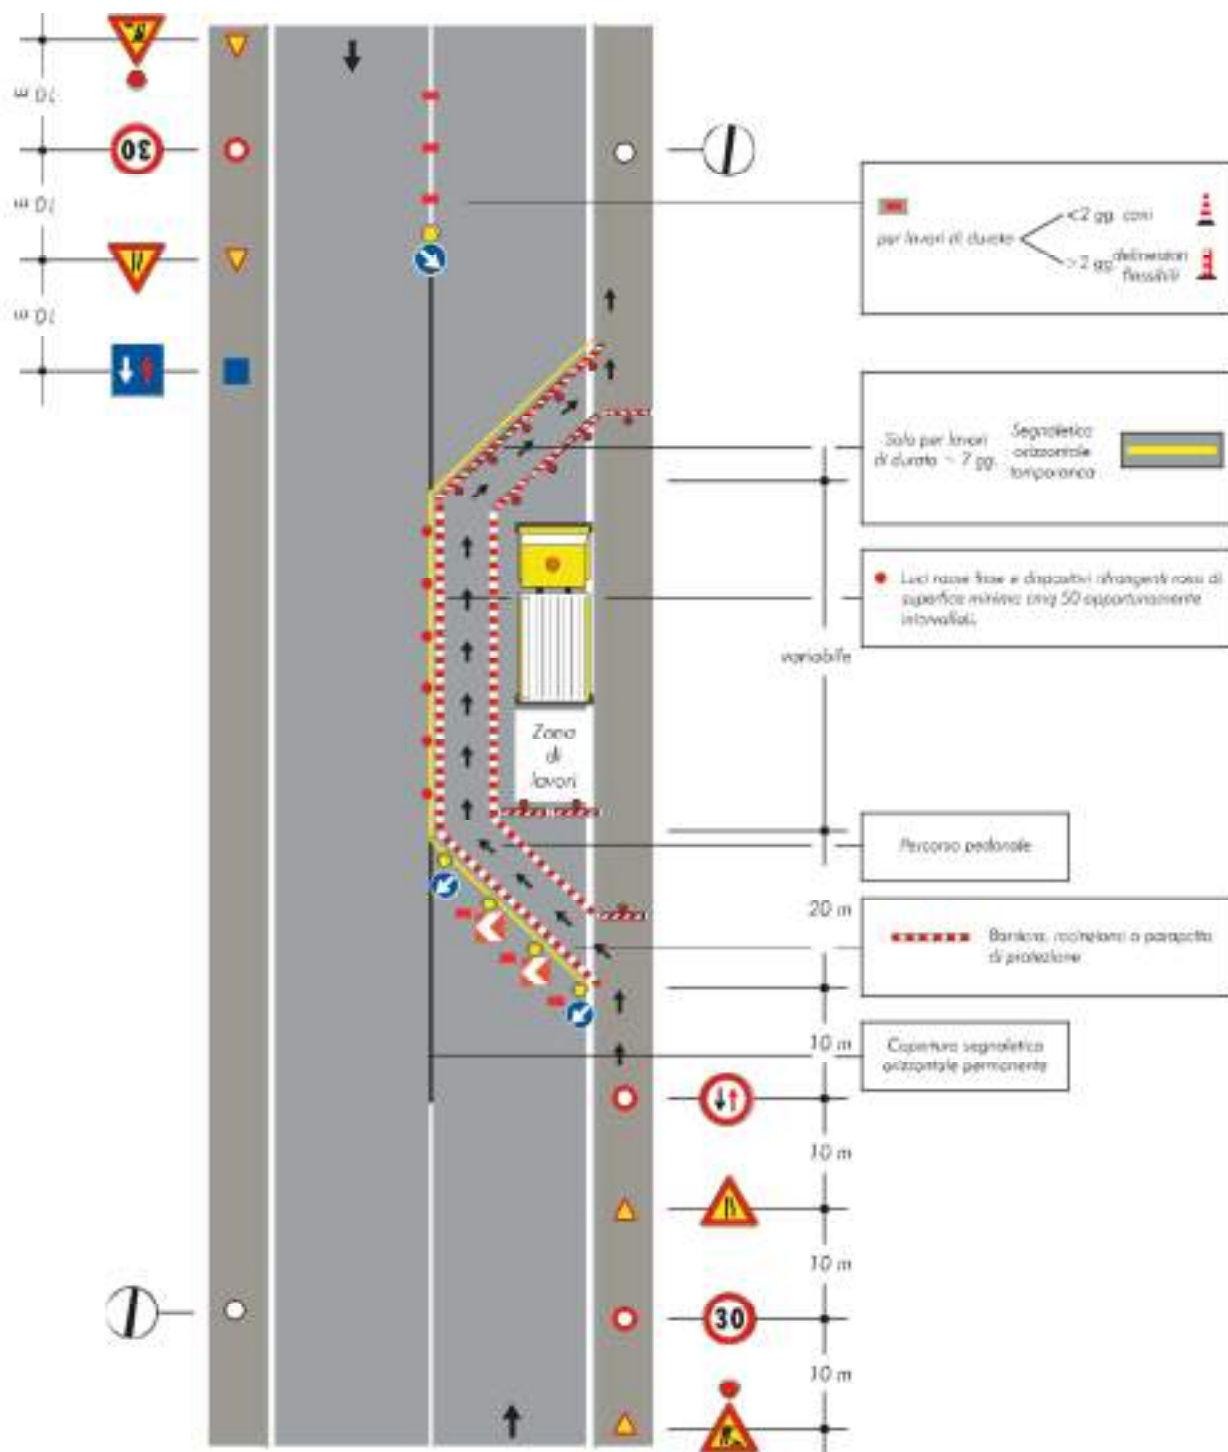 10 m
30
10 m
10 m
per lavori di durata
<2 gg. coni
>2 gg. delineatori
flessibili
Solo per lavori
di durata > 7 gg.
Segnaletica
orizzontale
temporanea
Luci rosse fisse e dispositivi rifrangenti rossi di
superficie minima cmq 50 opportunamente
intervallati.
variabile
Zona
di
lavori
Percorso pedonale
20 m
Barriere, recinzioni o parapetto
di protezione
10 m
Copertura segnaletica
orizzontale permanente
10 m
10 m
30
10 m